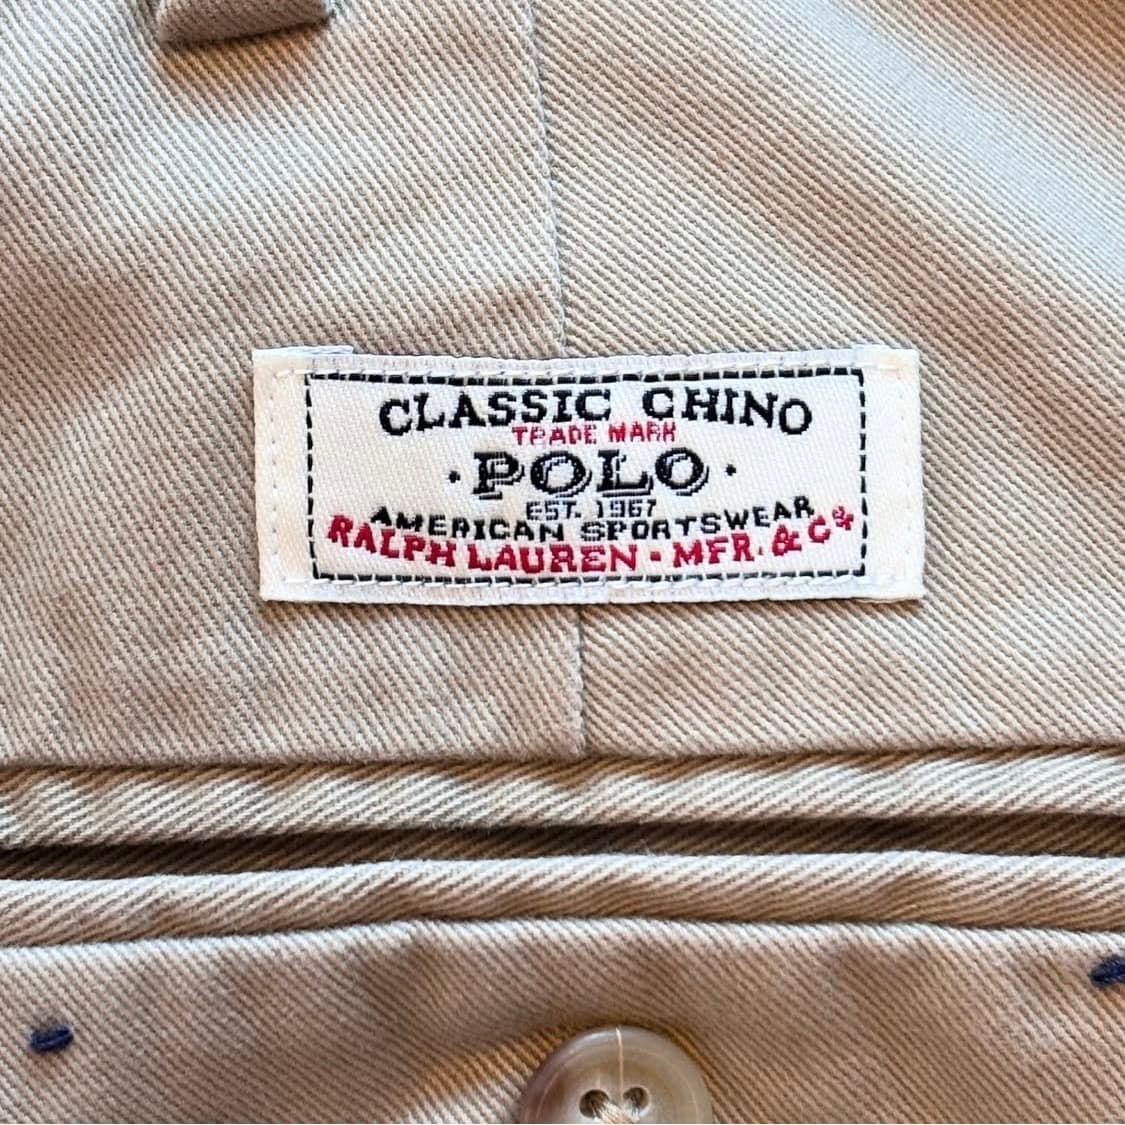 CLASSIC CHINO
TRADE MARK
·POLO·
EST. 1967
AMERICAN SPORTSWEAR
RALPH LAUREN · MFR. & Cº